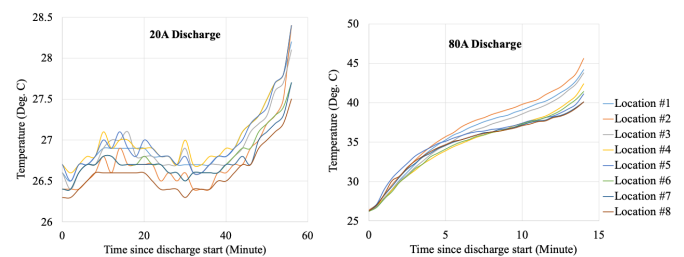 20A Discharge
Temperature (Deg. C)
28.5
28
27.5
27
26.5
26
0
20
40
60
Time since discharge start (Minute)
80A Discharge
Temperature (Deg. C)
50
45
40
35
30
25
0
5
10
15
Time since discharge start (Minute)
Location #1
Location #2
Location #3
Location #4
Location #5
Location #6
Location #7
Location #8